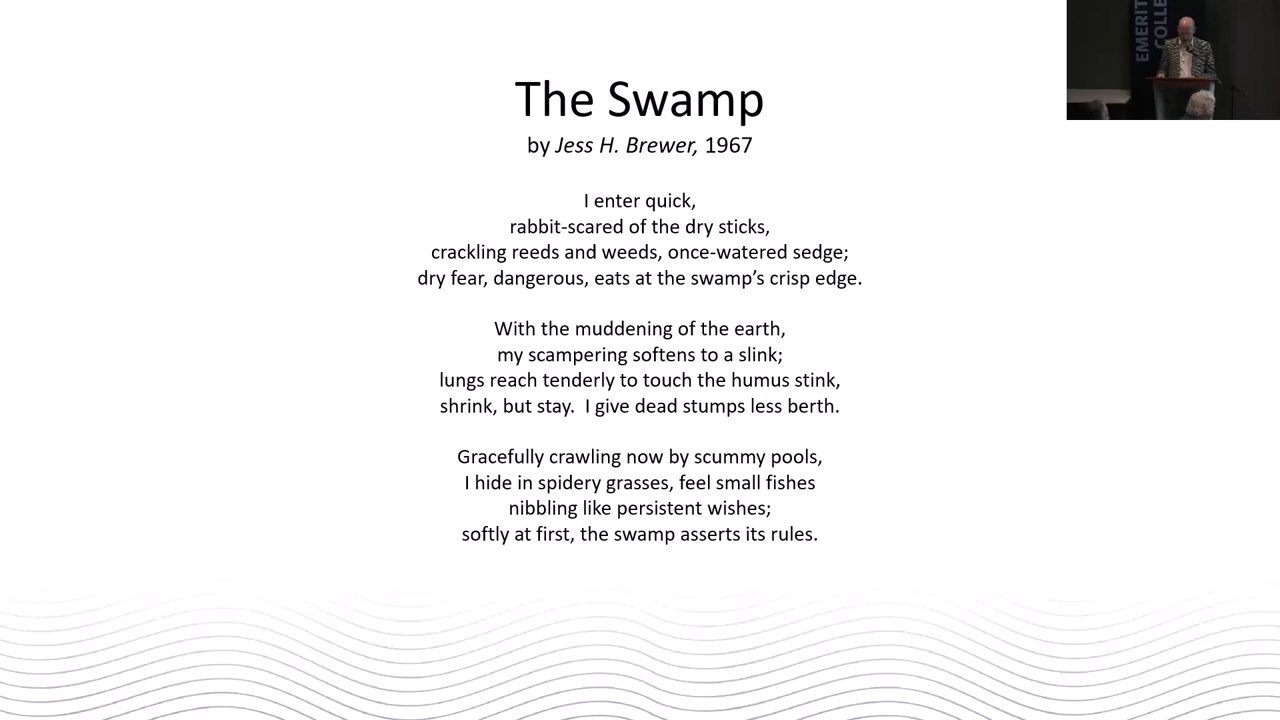 The Swamp
by Jess H. Brewer, 1967
I enter quick,
rabbit-scared of the dry sticks,
crackling reeds and weeds, once-watered sedge;
dry fear, dangerous, eats at the swamp’s crisp edge.
With the muddening of the earth,
my scampering softens to a slink;
lungs reach tenderly to touch the humus stink,
shrink, but stay.  I give dead stumps less berth.
Gracefully crawling now by scummy pools,
I hide in spidery grasses, feel small fishes
nibbling like persistent wishes;
softly at first, the swamp asserts its rules.
EMERIT
COLLE